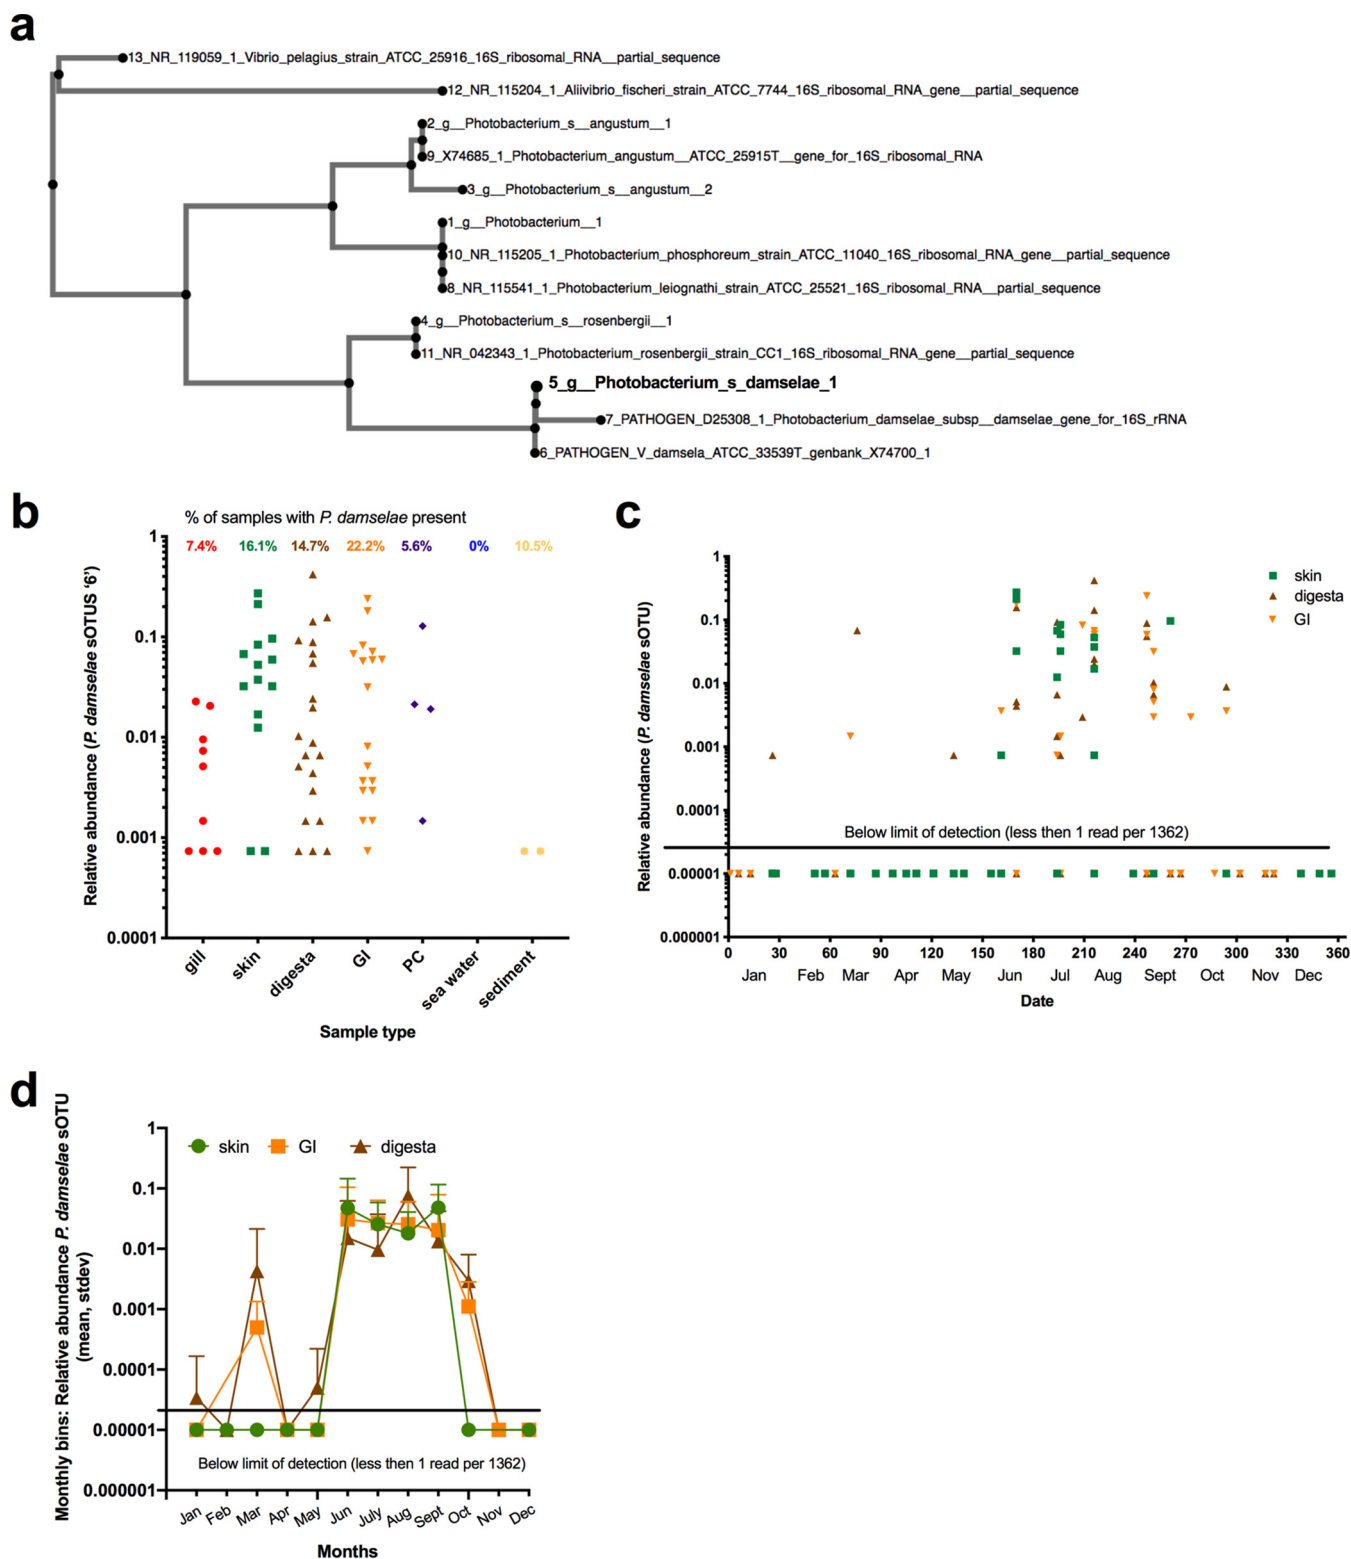 a
13_NR_119059_1_Vibrio_pelagius_strain_ATCC_25916_16S_ribosomal_RNA__partial_sequence
12_NR_115204_1_Aliivibrio_fischeri_strain_ATCC_7744_16S_ribosomal_RNA_gene__partial_sequence
2_g__Photobacterium_s__angustum__1
9_X74685_1_Photobacterium_angustum__ATCC_25915T__gene_for_16S_ribosomal_RNA
3_g__Photobacterium_s__angustum__2
1_g__Photobacterium__1
10_NR_115205_1_Photobacterium_phosphoreum_strain_ATCC_11040_16S_ribosomal_RNA_gene__partial_sequence
8_NR_115541_1_Photobacterium_leiognathi_strain_ATCC_25521_16S_ribosomal_RNA__partial_sequence
4_g__Photobacterium_s__rosenbergii__1
11_NR_042343_1_Photobacterium_rosenbergii_strain_CC1_16S_ribosomal_RNA_gene__partial_sequence
5_g__Photobacterium_s_damselae_1
7_PATHOGEN_D25308_1_Photobacterium_damselae_subsp__damselae_gene_for_16S_rRNA
6_PATHOGEN_V_damsela_ATCC_33539T_genbank_X74700_1
b
% of samples with P. damselae present
7.4% 16.1% 14.7% 22.2% 5.6% 0% 10.5%
Relative abundance (P. damselae sOTUS ‘6’)
1
0.1
0.01
0.001
0.0001
gill skin digesta GI PC sea water sediment
Sample type
c
Relative abundance (P. damselae sOTU)
1
0.1
0.01
0.001
0.0001
0.00001
0.000001
skin
digesta
GI
Below limit of detection (less then 1 read per 1362)
0 30 60 90 120 150 180 210 240 270 300 330 360
Jan Feb Mar Apr May Jun Jul Aug Sept Oct Nov Dec
Date
d
Monthly bins: Relative abundance P. damselae sOTU
(mean, stdev)
skin GI digesta
1
0.1
0.01
0.001
0.0001
0.00001
0.000001
Below limit of detection (less then 1 read per 1362)
Jan Feb Mar Apr May Jun July Aug Sept Oct Nov Dec
Months